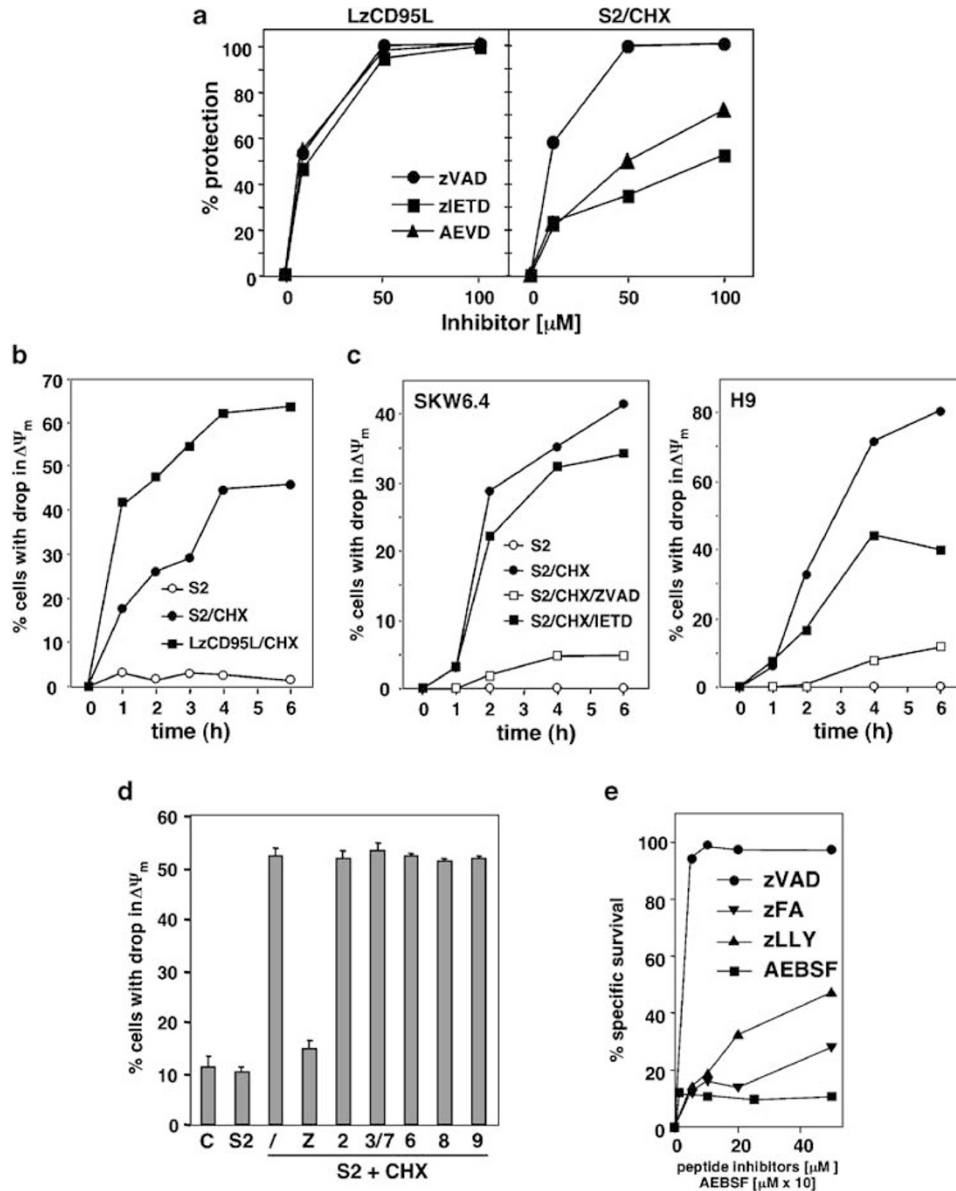 a
LzCD95L
S2/CHX
% protection
100
80
60
40
20
0
zVAD
zIETD
AEVD
0 50 100
0 50 100
Inhibitor [μM]
b
% cells with drop in ΔΨm
70
60
50
40
30
20
10
0
S2
S2/CHX
LzCD95L/CHX
0 1 2 3 4 5 6
time (h)
c
SKW6.4
% cells with drop in ΔΨm
40
30
20
10
0
S2
S2/CHX
S2/CHX/ZVAD
S2/CHX/IETD
0 1 2 3 4 5 6
time (h)
H9
% cells with drop in ΔΨm
80
60
40
20
0
0 1 2 3 4 5 6
time (h)
d
% cells with drop in ΔΨm
60
50
40
30
20
10
0
C S2 / Z 2 3/7 6 8 9
S2 + CHX
e
% specific survival
100
80
60
40
20
0
zVAD
zFA
zLLY
AEBSF
0 20 40
peptide inhibitors [μM ]
AEBSF [μM x 10]